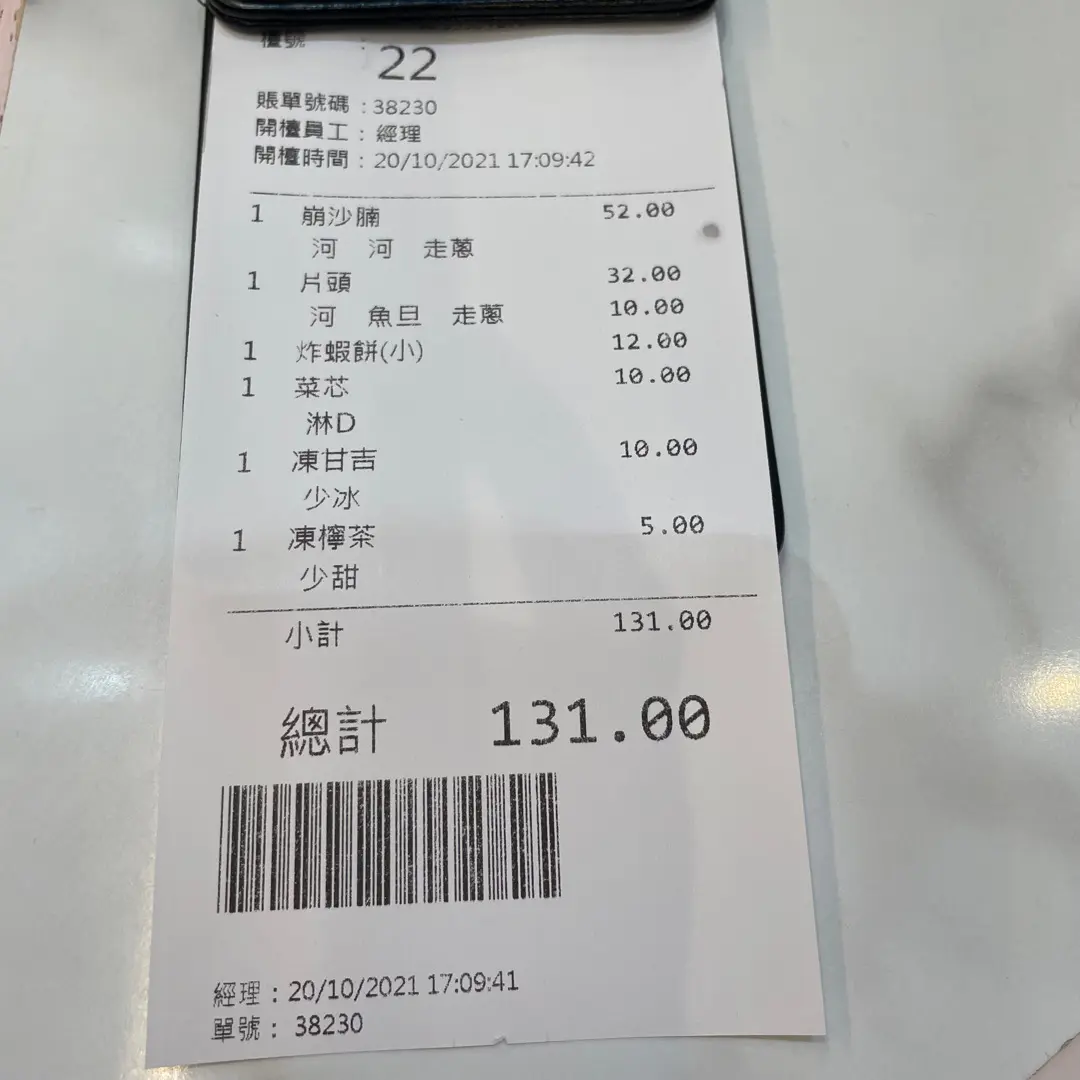 檯號 :
22
賬單號碼 : 38230
開檯員工 : 經理
開檯時間 : 20/10/2021 17:09:42
1 崩沙腩 52.00
河 河 走蔥
1 片頭 32.00
河 魚旦 走蔥 10.00
1 炸蝦餅(小) 12.00
1 菜芯 10.00
淋D
1 凍甘吉 10.00
少冰
1 凍檸茶 5.00
少甜
小計 131.00
總計 131.00
經理 : 20/10/2021 17:09:41
單號 : 38230